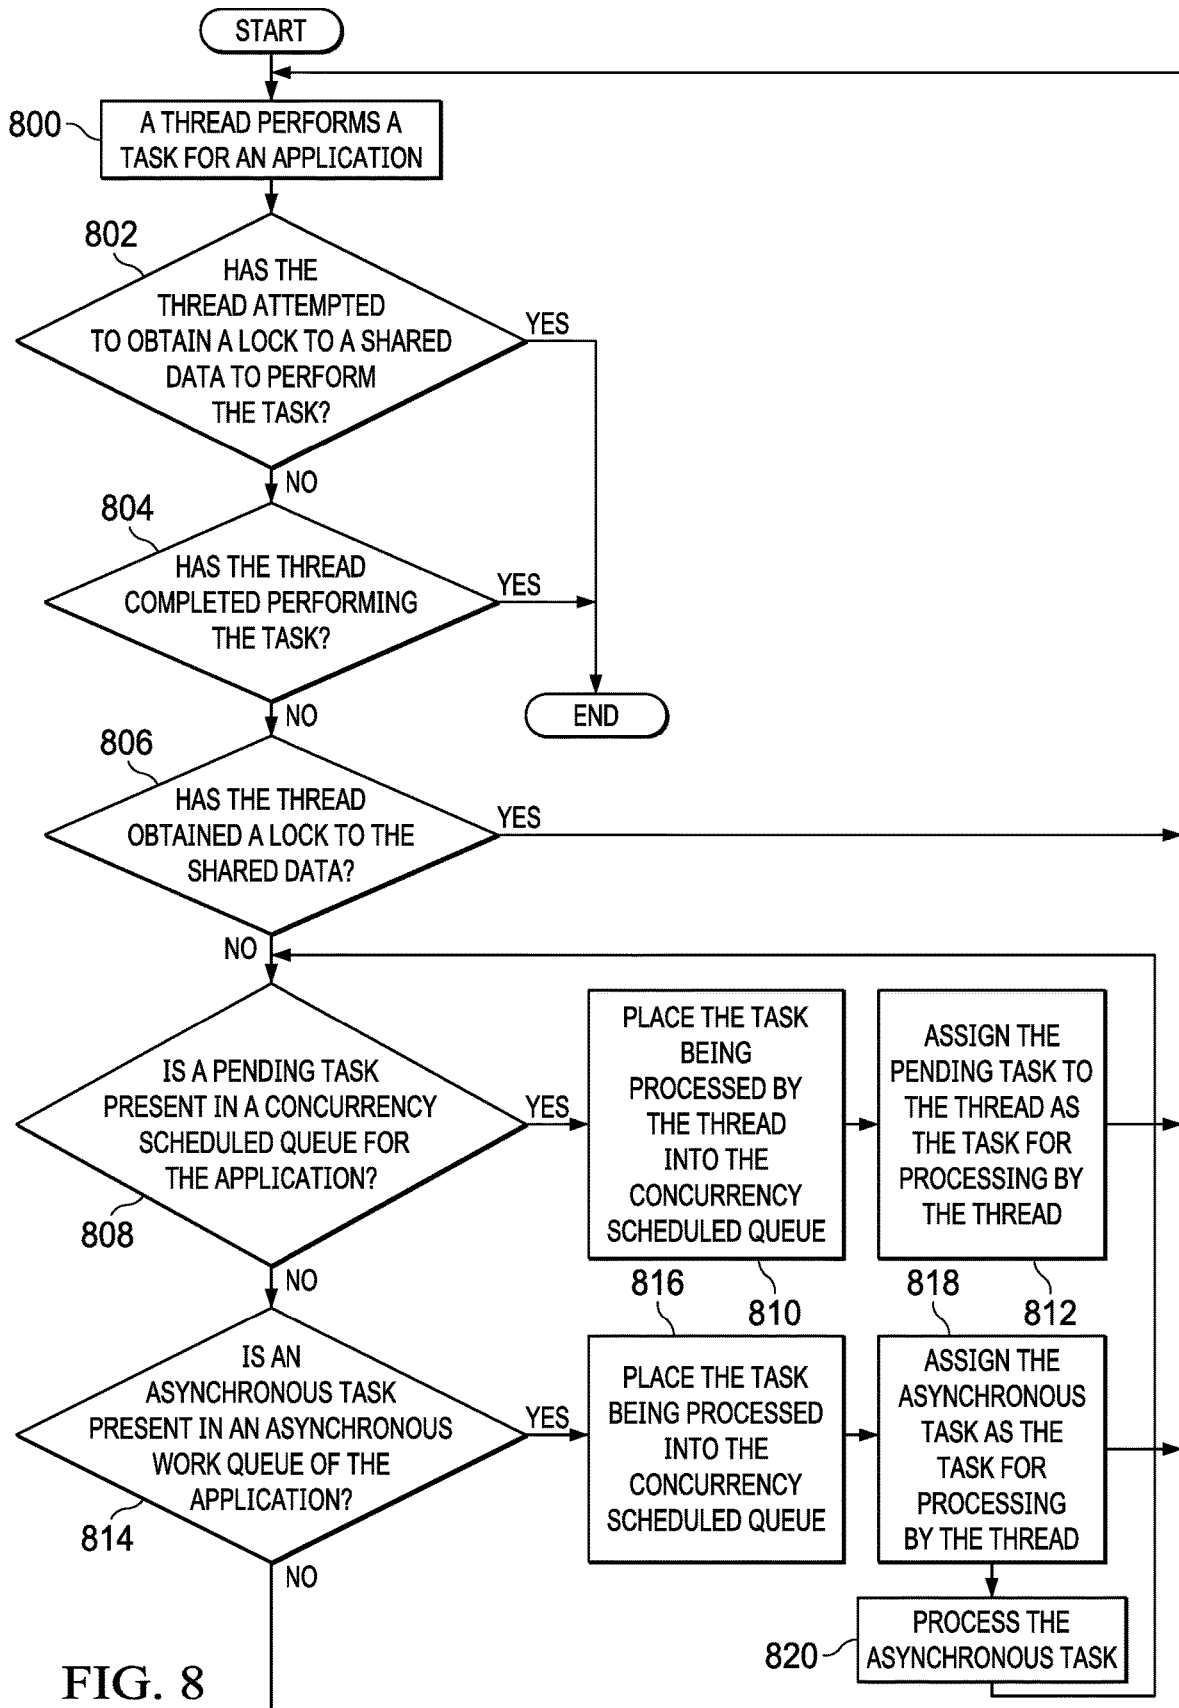 START
800
A THREAD PERFORMS A
TASK FOR AN APPLICATION
802
HAS THE
THREAD ATTEMPTED
TO OBTAIN A LOCK TO A SHARED
DATA TO PERFORM
THE TASK?
YES
NO
804
HAS THE THREAD
COMPLETED PERFORMING
THE TASK?
YES
END
NO
806
HAS THE THREAD
OBTAINED A LOCK TO THE
SHARED DATA?
YES
NO
IS A PENDING TASK
PRESENT IN A CONCURRENCY
SCHEDULED QUEUE FOR
THE APPLICATION?
808
YES
PLACE THE TASK
BEING
PROCESSED BY
THE THREAD
INTO THE
CONCURRENCY
SCHEDULED QUEUE
810
ASSIGN THE
PENDING TASK TO
THE THREAD AS
THE TASK FOR
PROCESSING BY
THE THREAD
812
NO
IS AN
ASYNCHRONOUS TASK
PRESENT IN AN ASYNCHRONOUS
WORK QUEUE OF THE
APPLICATION?
814
YES
816
PLACE THE TASK
BEING PROCESSED
INTO THE
CONCURRENCY
SCHEDULED QUEUE
818
ASSIGN THE
ASYNCHRONOUS
TASK AS THE
TASK FOR
PROCESSING
BY THE THREAD
NO
820
PROCESS THE
ASYNCHRONOUS TASK
FIG. 8